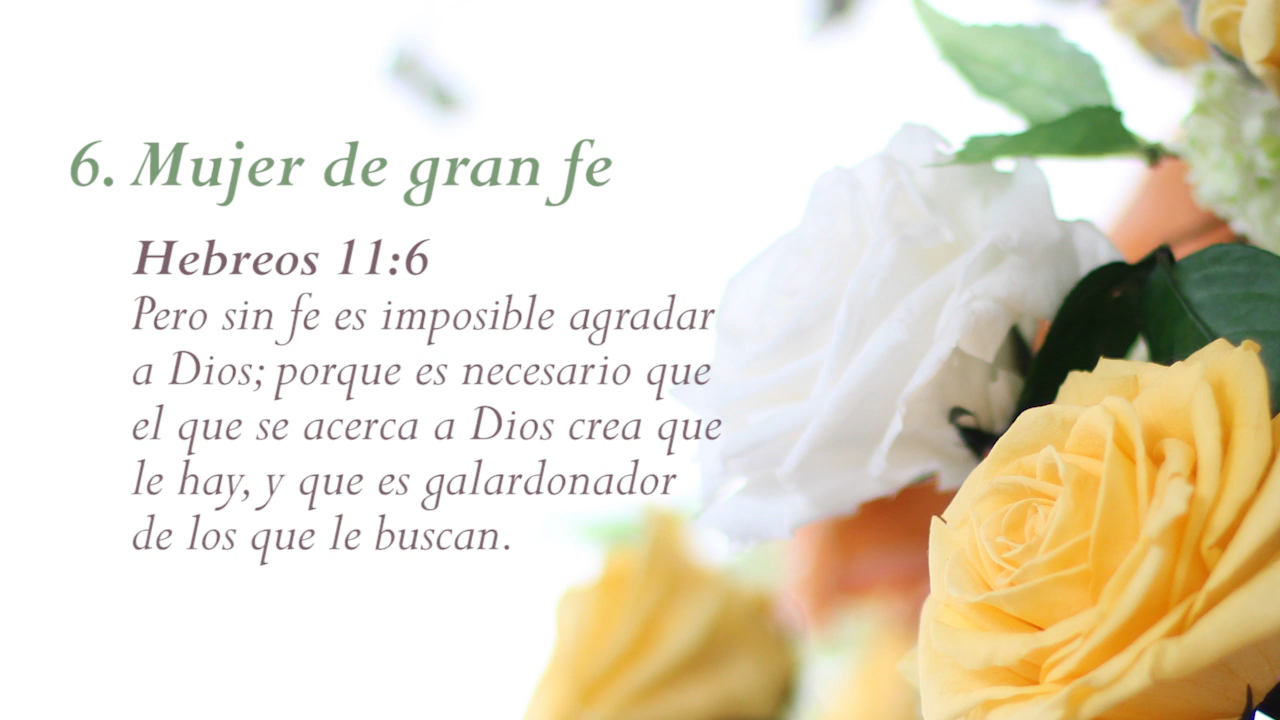 6. Mujer de gran fe
Hebreos 11:6
Pero sin fe es imposible agradar
a Dios; porque es necesario que
el que se acerca a Dios crea que
le hay, y que es galardonador
de los que le buscan.